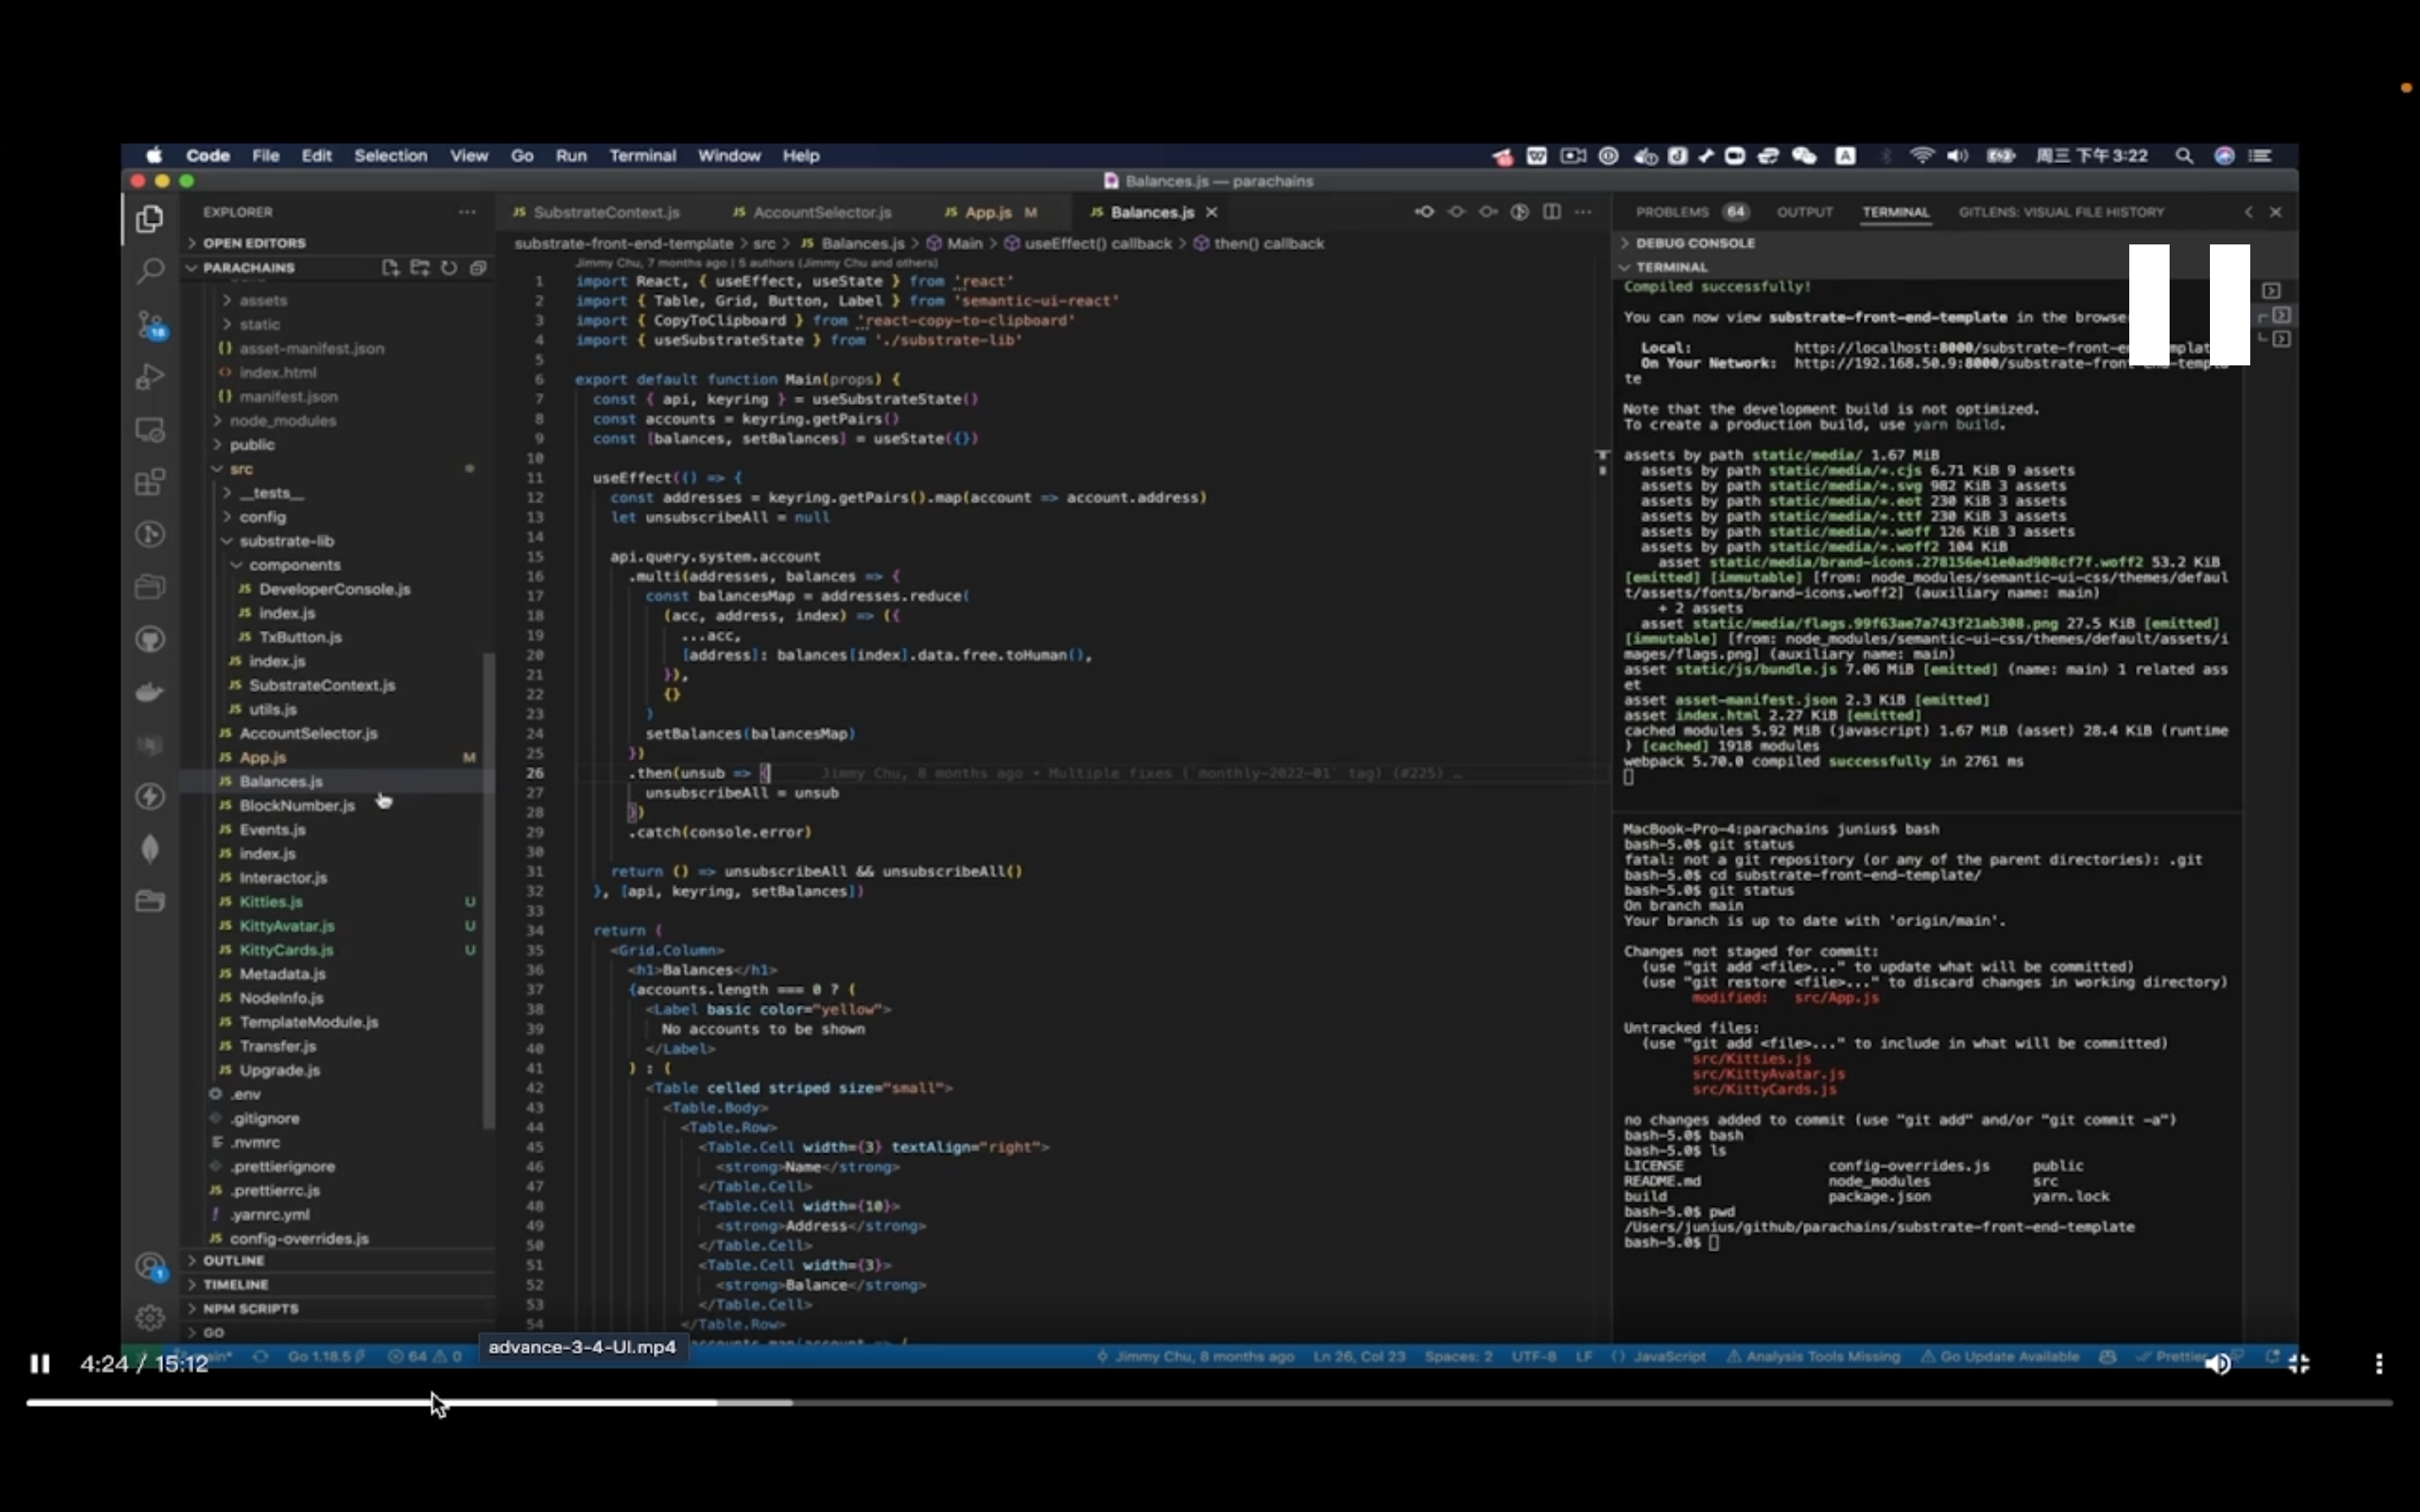 Code File Edit Selection View Go Run Terminal Window Help
周三下午3:22
Balances.js — parachains
EXPLORER
OPEN EDITORS
PARACHAINS
assets
static
asset-manifest.json
index.html
manifest.json
node_modules
public
src
__tests__
config
substrate-lib
components
DeveloperConsole.js
index.js
TxButton.js
index.js
SubstrateContext.js
utils.js
AccountSelector.js
App.js M
Balances.js
BlockNumber.js
Events.js
index.js
Interactor.js
Kitties.js U
KittyAvatar.js U
KittyCards.js U
Metadata.js
NodeInfo.js
TemplateModule.js
Transfer.js
Upgrade.js
.env
.gitignore
.nvmrc
.prettierignore
.prettierrc.js
.yarnrc.yml
config-overrides.js
OUTLINE
TIMELINE
NPM SCRIPTS
GO
SubstrateContext.js AccountSelector.js App.js M Balances.js
substrate-front-end-template > src > Balances.js > Main > useEffect() callback > then() callback
Jimmy Chu, 7 months ago | 5 authors (Jimmy Chu and others)
1 import React, { useEffect, useState } from 'react'
2 import { Table, Grid, Button, Label } from 'semantic-ui-react'
3 import { CopyToClipboard } from 'react-copy-to-clipboard'
4 import { useSubstrateState } from './substrate-lib'
5
6 export default function Main(props) {
7 const { api, keyring } = useSubstrateState()
8 const accounts = keyring.getPairs()
9 const [balances, setBalances] = useState({})
10
11 useEffect(() => {
12 const addresses = keyring.getPairs().map(account => account.address)
13 let unsubscribeAll = null
14
15 api.query.system.account
16 .multi(addresses, balances => {
17 const balancesMap = addresses.reduce(
18 (acc, address, index) => ({
19 ...acc,
20 [address]: balances[index].data.free.toHuman(),
21 }),
22 {}
23 )
24 setBalances(balancesMap)
25 })
26 .then(unsub => { Jimmy Chu, 8 months ago • Multiple fixes (`monthly-2022-01` tag) (#225) …
27 unsubscribeAll = unsub
28 })
29 .catch(console.error)
30
31 return () => unsubscribeAll && unsubscribeAll()
32 }, [api, keyring, setBalances])
33
34 return (
35 <Grid.Column>
36 <h1>Balances</h1>
37 {accounts.length === 0 ? (
38 <Label basic color="yellow">
39 No accounts to be shown
40 </Label>
41 ) : (
42 <Table celled striped size="small">
43 <Table.Body>
44 <Table.Row>
45 <Table.Cell width={3} textAlign="right">
46 <strong>Name</strong>
47 </Table.Cell>
48 <Table.Cell width={10}>
49 <strong>Address</strong>
50 </Table.Cell>
51 <Table.Cell width={3}>
52 <strong>Balance</strong>
53 </Table.Cell>
54 </Table.Row>
PROBLEMS 64 OUTPUT TERMINAL GITLENS: VISUAL FILE HISTORY
DEBUG CONSOLE
TERMINAL
Compiled successfully!
You can now view substrate-front-end-template in the browse
Local: http://localhost:8000/substrate-front-e
On Your Network: http://192.168.50.9:8000/substrate-front-end-templa
te
Note that the development build is not optimized.
To create a production build, use yarn build.
assets by path static/media/ 1.67 MiB
assets by path static/media/*.cjs 6.71 KiB 9 assets
assets by path static/media/*.svg 982 KiB 3 assets
assets by path static/media/*.eot 230 KiB 3 assets
assets by path static/media/*.ttf 230 KiB 3 assets
assets by path static/media/*.woff 126 KiB 3 assets
assets by path static/media/*.woff2 104 KiB
asset static/media/brand-icons.278156e41e0ad908cf7f.woff2 53.2 KiB
[emitted] [immutable] [from: node_modules/semantic-ui-css/themes/defaul
t/assets/fonts/brand-icons.woff2] (auxiliary name: main)
+ 2 assets
asset static/media/flags.99f63ae7a743f21ab308.png 27.5 KiB [emitted]
[immutable] [from: node_modules/semantic-ui-css/themes/default/assets/i
mages/flags.png] (auxiliary name: main)
asset static/js/bundle.js 7.06 MiB [emitted] (name: main) 1 related ass
et
asset asset-manifest.json 2.3 KiB [emitted]
asset index.html 2.27 KiB [emitted]
cached modules 5.92 MiB (javascript) 1.67 MiB (asset) 28.4 KiB (runtime
) [cached] 1918 modules
webpack 5.70.0 compiled successfully in 2761 ms
MacBook-Pro-4:parachains junius$ bash
bash-5.0$ git status
fatal: not a git repository (or any of the parent directories): .git
bash-5.0$ cd substrate-front-end-template/
bash-5.0$ git status
On branch main
Your branch is up to date with 'origin/main'.
Changes not staged for commit:
(use "git add <file>..." to update what will be committed)
(use "git restore <file>..." to discard changes in working directory)
modified: src/App.js
Untracked files:
(use "git add <file>..." to include in what will be committed)
src/Kitties.js
src/KittyAvatar.js
src/KittyCards.js
no changes added to commit (use "git add" and/or "git commit -a")
bash-5.0$ bash
bash-5.0$ ls
LICENSE config-overrides.js public
README.md node_modules src
build package.json yarn.lock
bash-5.0$ pwd
/Users/junius/github/parachains/substrate-front-end-template
bash-5.0$
advance-3-4-UI.mp4
4:24 / 15:12
Go 1.18.5 64 0 Jimmy Chu, 8 months ago Ln 26, Col 23 Spaces: 2 UTF-8 LF JavaScript Analysis Tools Missing Go Update Available Prettier